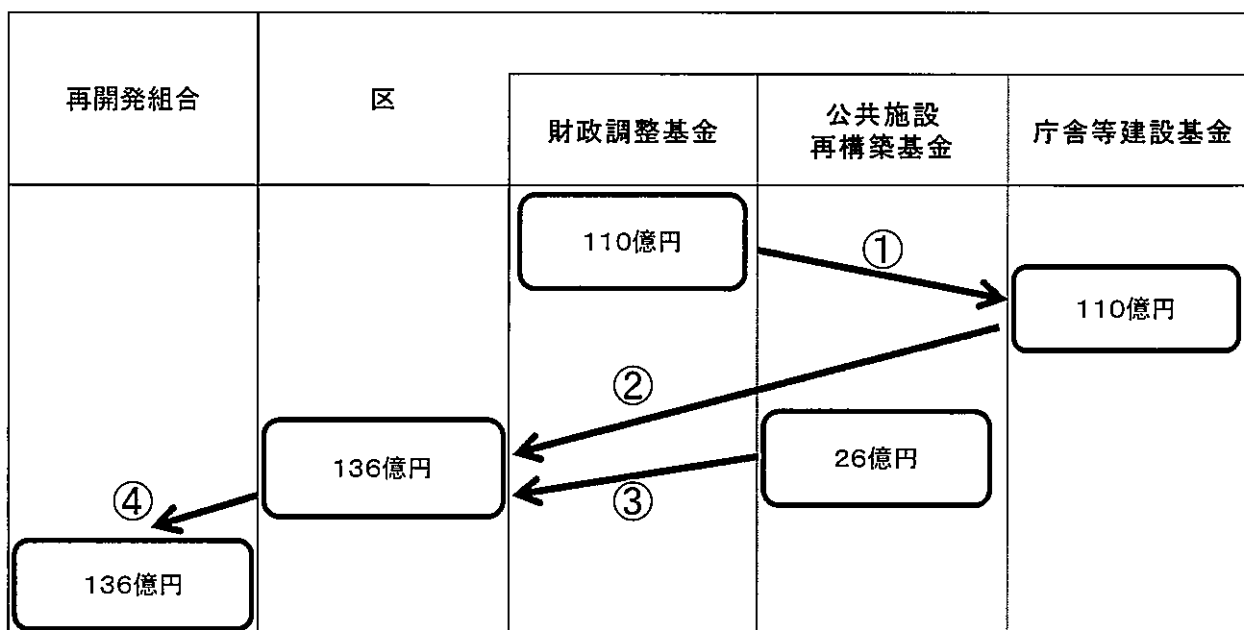 再開発組合
区
財政調整基金
公共施設
再構築基金
庁舎等建設基金
110億円
①
110億円
②
136億円
26億円
③
④
136億円